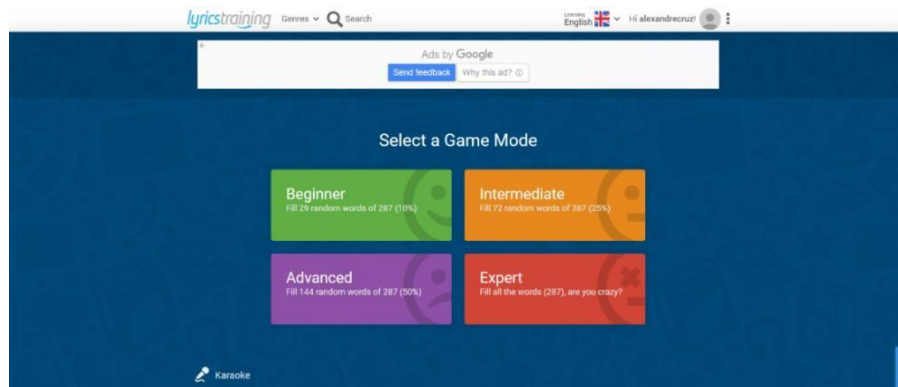 lyricstraining Genres Search Learning English Hi alexandrecruz!
Ads by Google
Send feedback Why this ad?
Select a Game Mode
Beginner
Fill 29 random words of 287 (10%)
Intermediate
Fill 72 random words of 287 (25%)
Advanced
Fill 144 random words of 287 (50%)
Expert
Fill all the words (287), are you crazy?
Karaoke